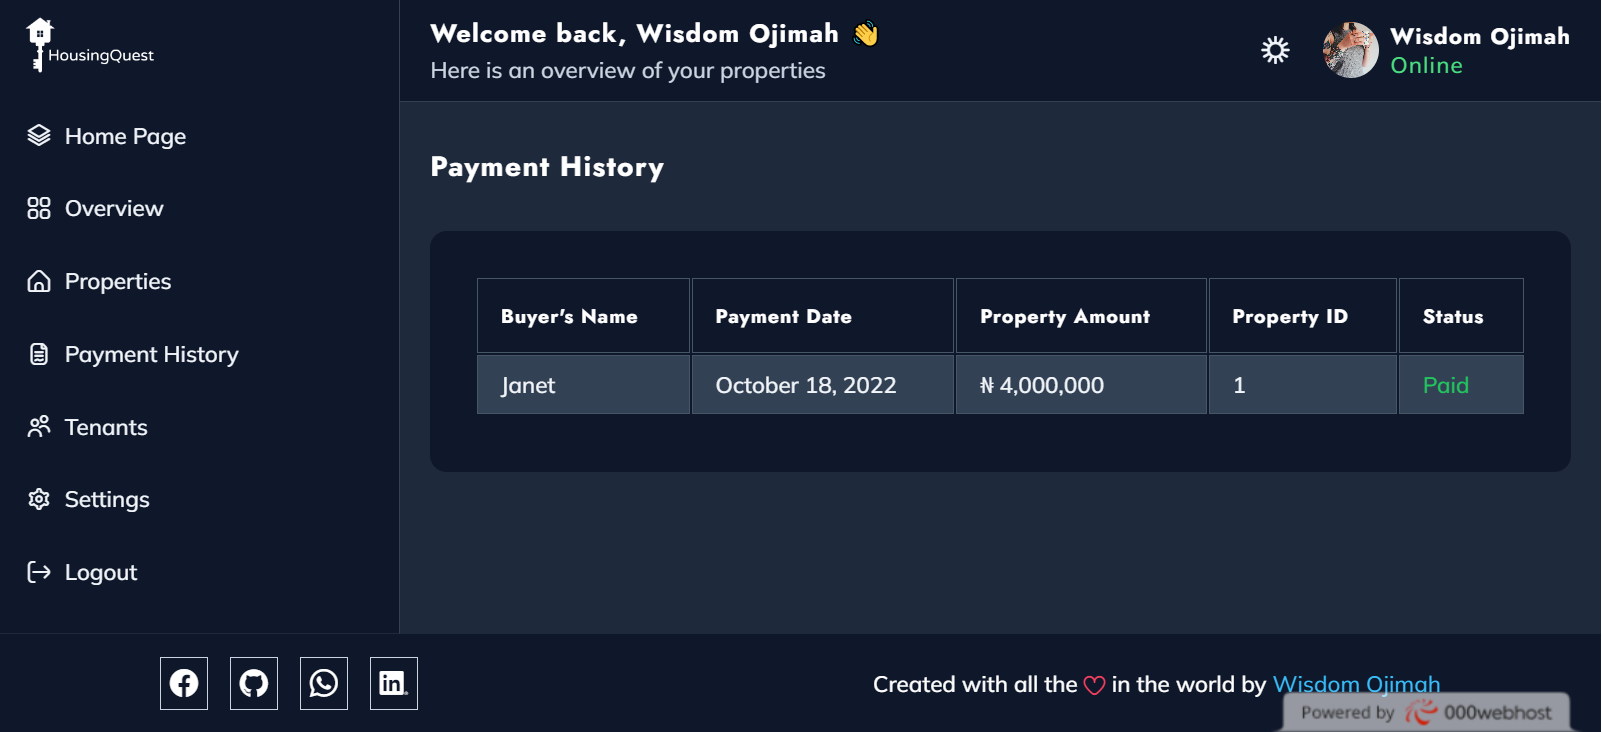 HousingQuest
Home Page
Overview
Properties
Payment History
Tenants
Settings
Logout
Welcome back, Wisdom Ojimah 👋
Here is an overview of your properties
Wisdom Ojimah
Online
Payment History
Buyer's Name Payment Date Property Amount Property ID Status
Janet October 18, 2022 ₦ 4,000,000 1 Paid
in
Created with all the ♡ in the world by Wisdom Ojimah
Powered by 000webhost